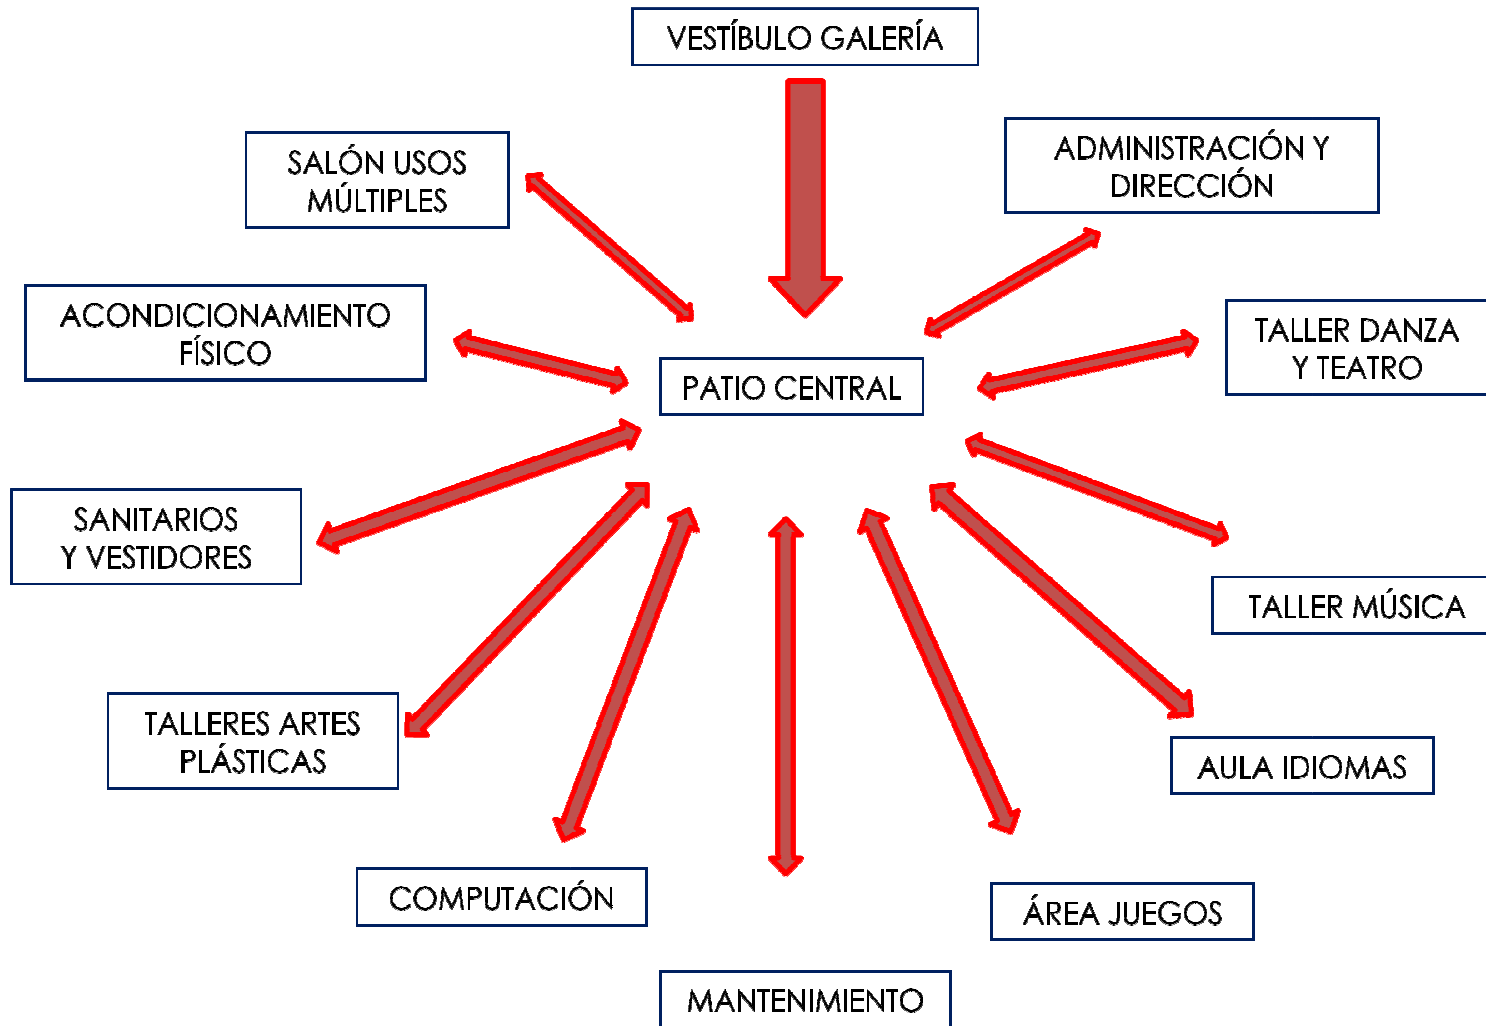 VESTÍBULO GALERÍA
SALÓN USOS
MÚLTIPLES
ADMINISTRACIÓN Y
DIRECCIÓN
ACONDICIONAMIENTO
FÍSICO
TALLER DANZA
Y TEATRO
PATIO CENTRAL
SANITARIOS
Y VESTIDORES
TALLER MÚSICA
TALLERES ARTES
PLÁSTICAS
AULA IDIOMAS
COMPUTACIÓN
ÁREA JUEGOS
MANTENIMIENTO